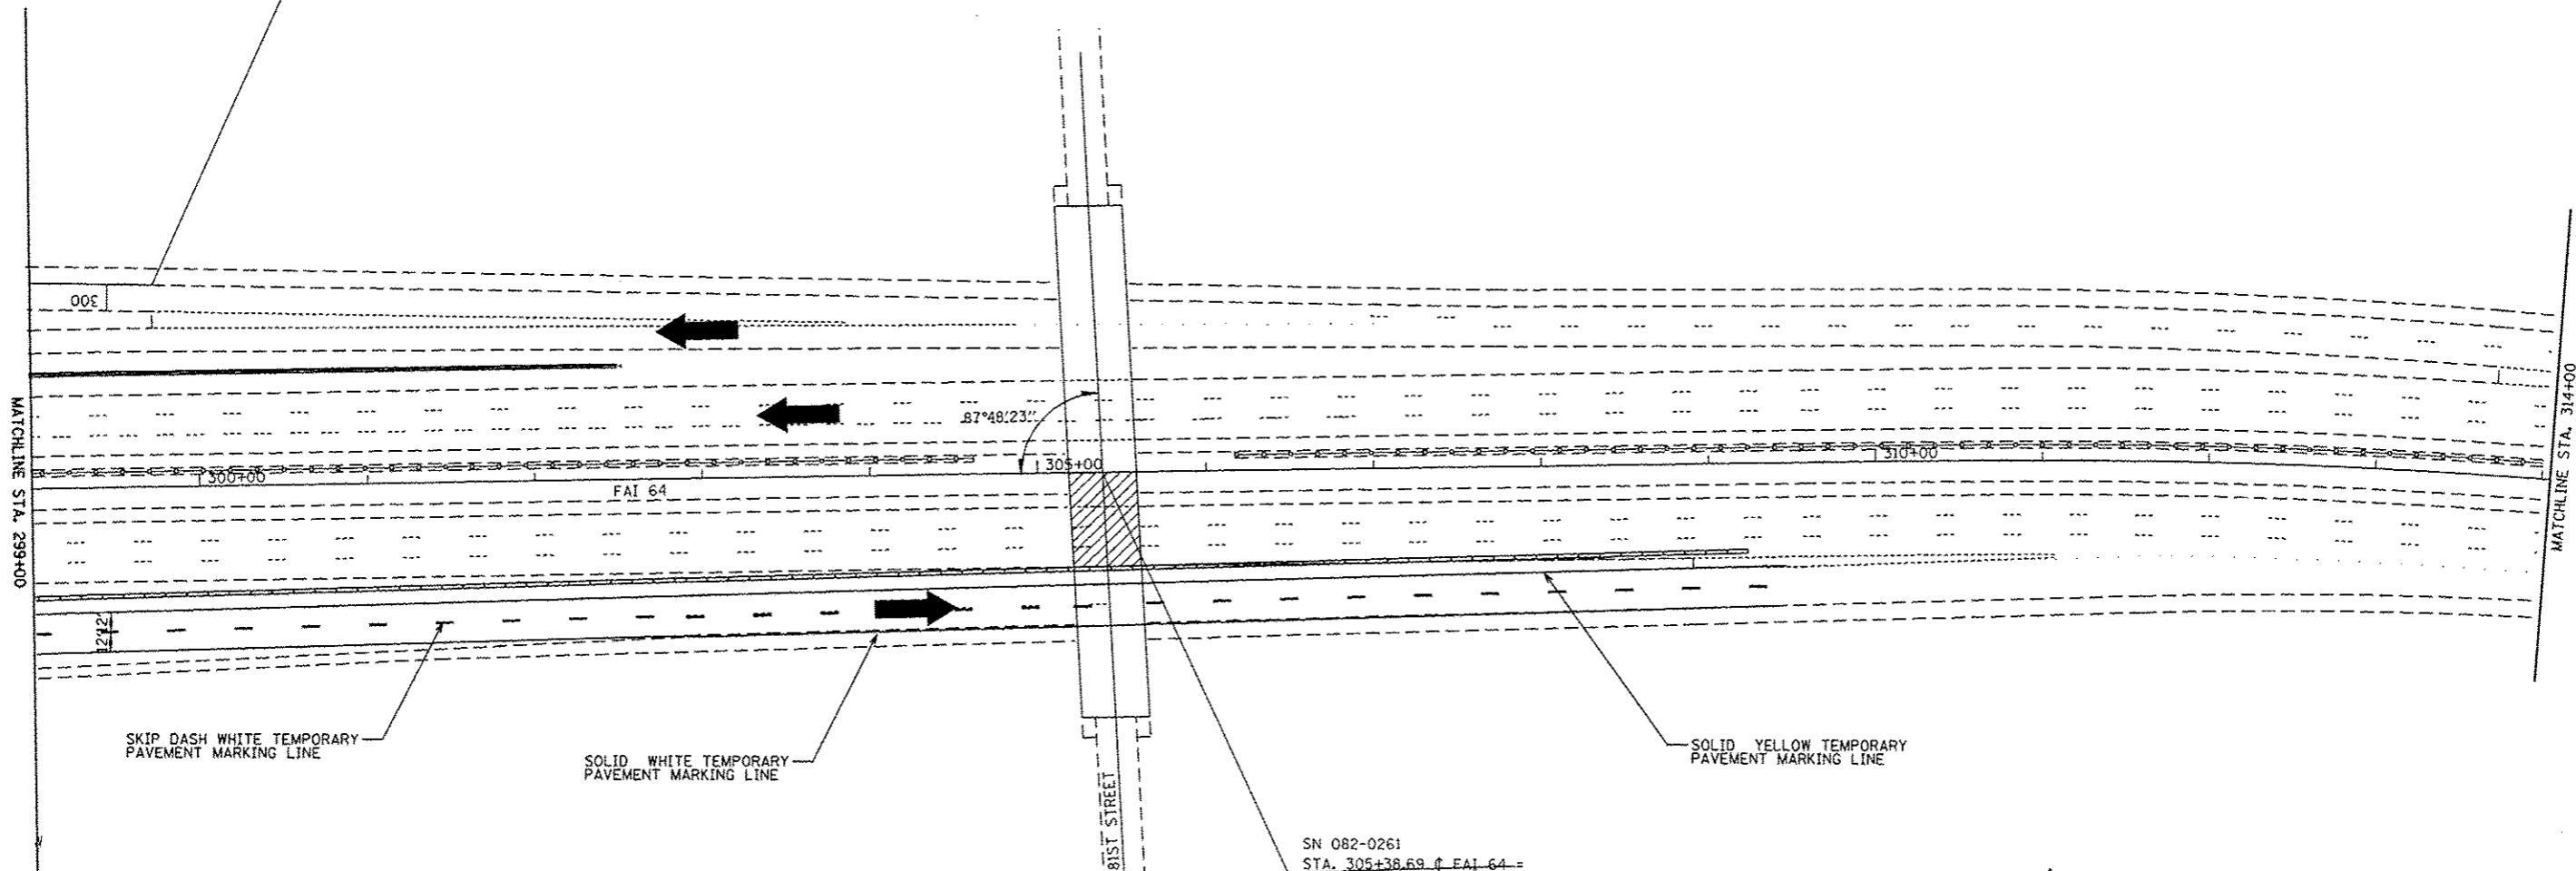 300
MATCHLINE STA. 299+00
87°48'23"
300+00
FAI 64
305+00
310+00
MATCHLINE STA. 314+00
12'12'
SKIP DASH WHITE TEMPORARY
PAVEMENT MARKING LINE
SOLID WHITE TEMPORARY
PAVEMENT MARKING LINE
SOLID YELLOW TEMPORARY
PAVEMENT MARKING LINE
81ST STREET
SN 082-0261
STA. 305+38.69 ℄ FAI 64 =